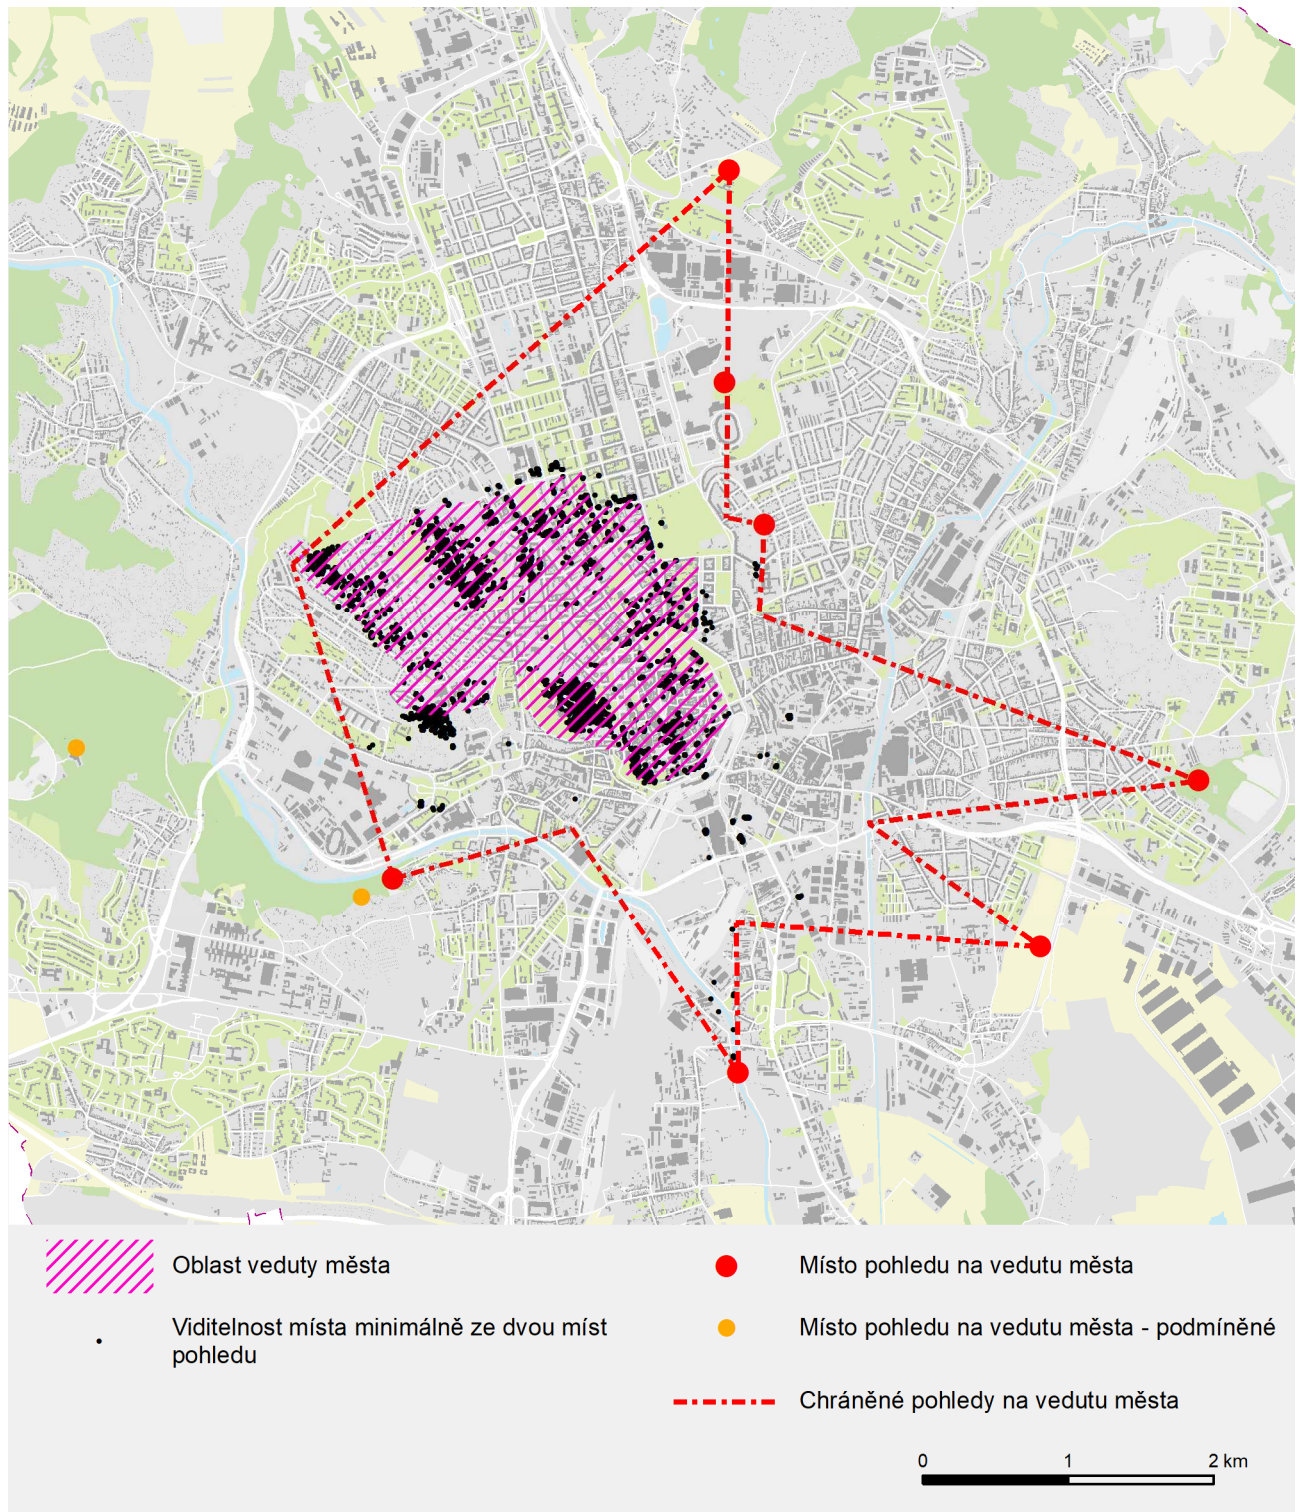 Oblast veduty města
Viditelnost místa minimálně ze dvou míst
pohledu
Místo pohledu na vedutu města
Místo pohledu na vedutu města - podmíněné
Chráněné pohledy na vedutu města
0 1 2 km